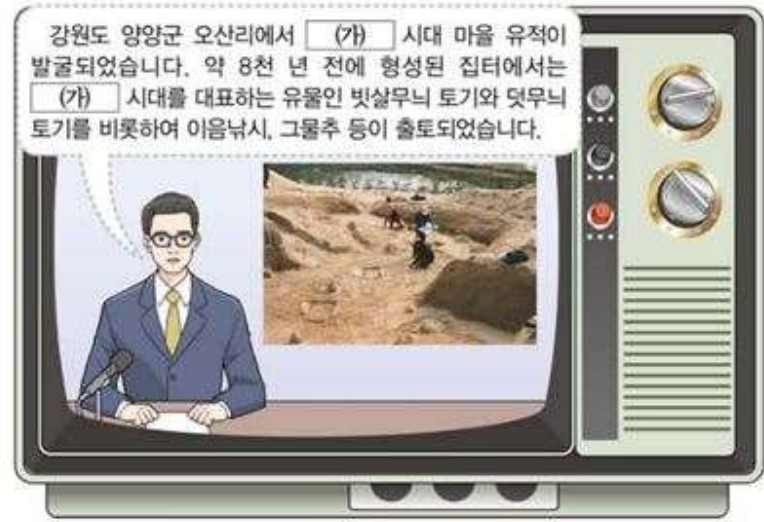 강원도 양양군 오산리에서 (가) 시대 마을 유적이
발굴되었습니다. 약 8천 년 전에 형성된 집터에서는
(가) 시대를 대표하는 유물인 빗살무늬 토기와 덧무늬
토기를 비롯하여 이음낚시, 그물추 등이 출토되었습니다.